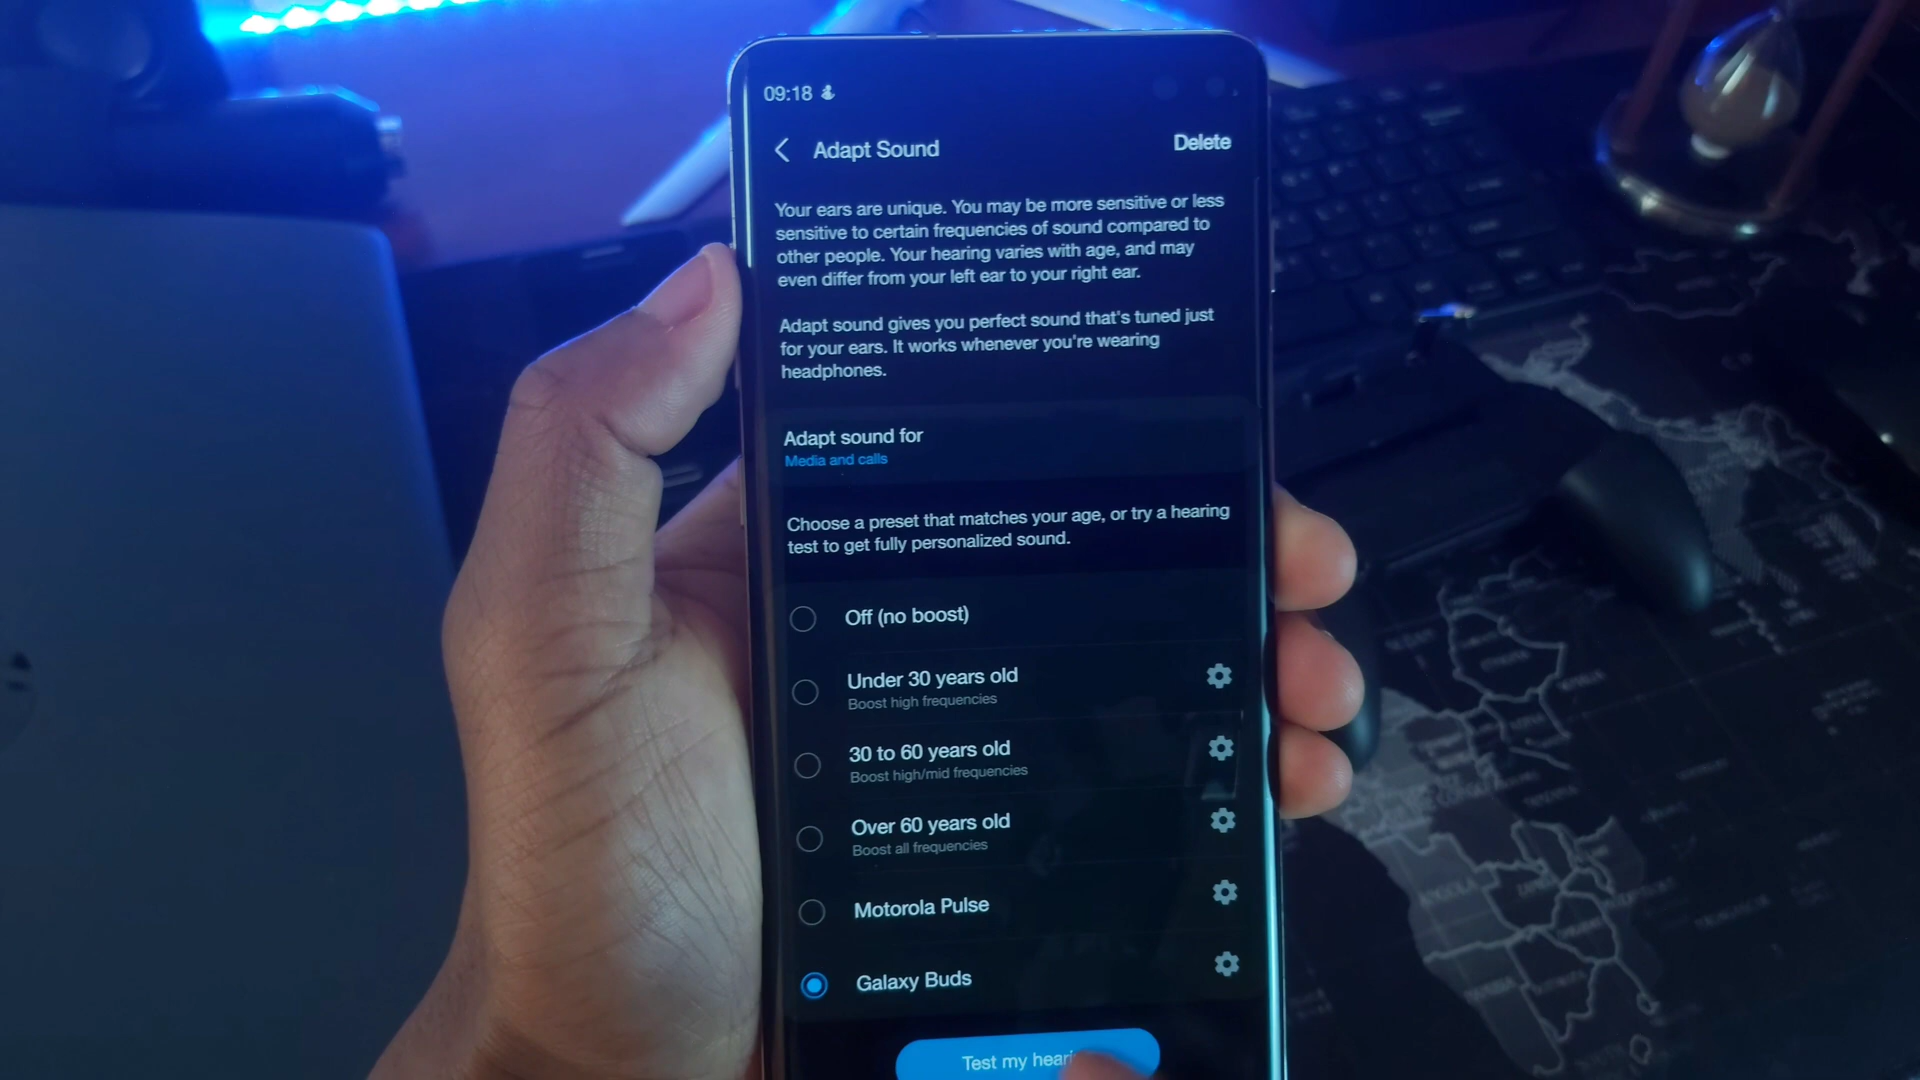 09:18
Adapt Sound
Delete
Your ears are unique. You may be more sensitive or less
sensitive to certain frequencies of sound compared to
other people. Your hearing varies with age, and may
even differ from your left ear to your right ear.
Adapt sound gives you perfect sound that's tuned just
for your ears. It works whenever you're wearing
headphones.
Adapt sound for
Media and calls
Choose a preset that matches your age, or try a hearing
test to get fully personalized sound.
Off (no boost)
Under 30 years old
Boost high frequencies
30 to 60 years old
Boost high/mid frequencies
Over 60 years old
Boost all frequencies
Motorola Pulse
Galaxy Buds
Test my